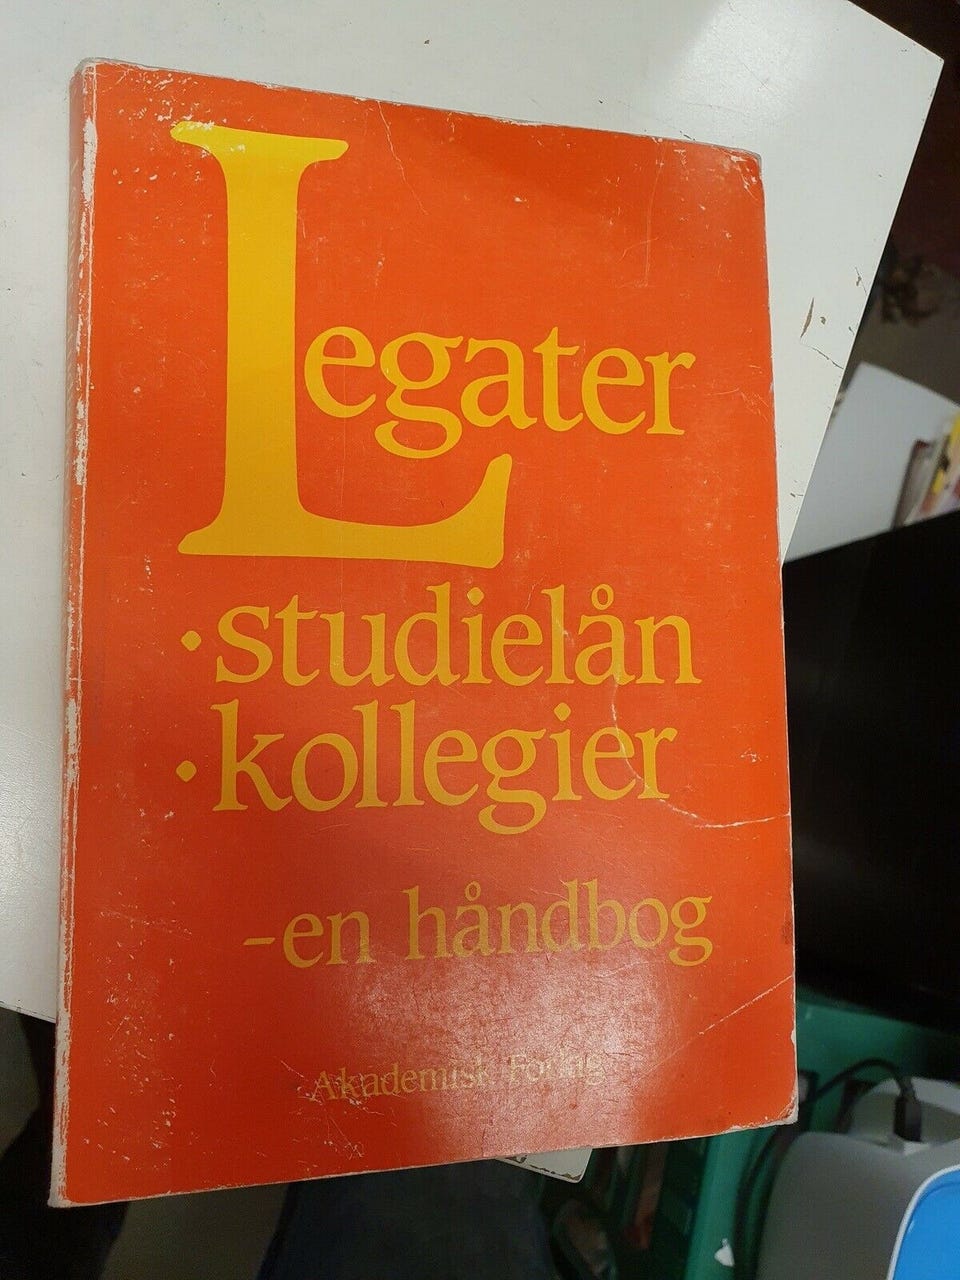 Legater
• studielån
• kollegier
-en håndbog
Akademisk Forlag